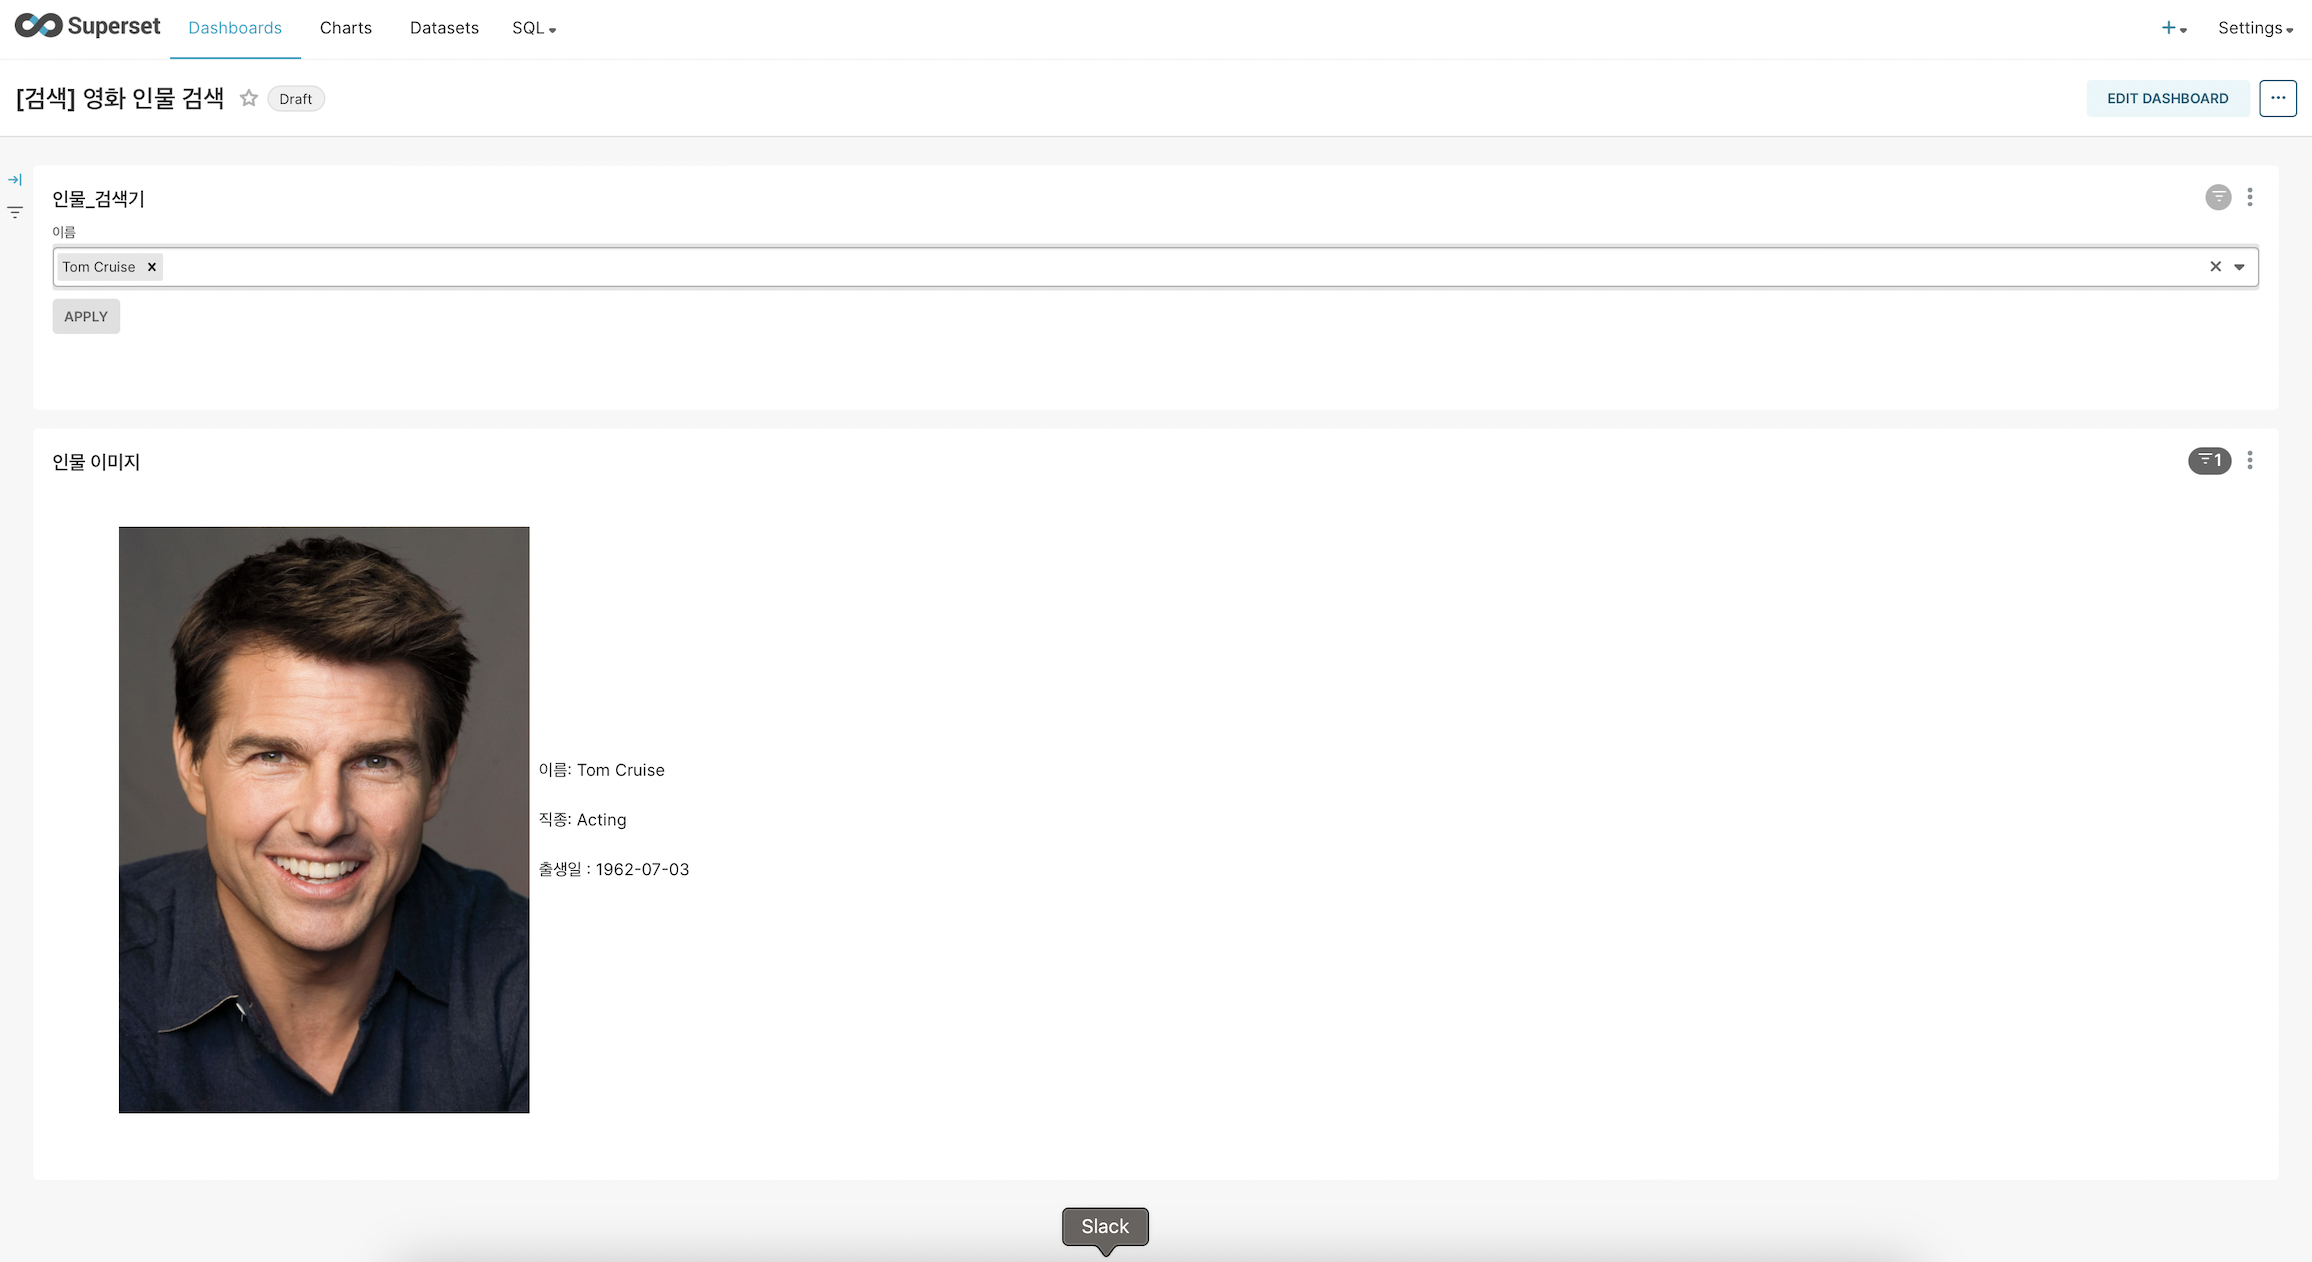 Superset Dashboards Charts Datasets SQL + Settings
[검색] 영화 인물 검색 Draft EDIT DASHBOARD ...
인물_검색기
이름
Tom Cruise
APPLY
인물 이미지 1
이름: Tom Cruise
직종: Acting
출생일 : 1962-07-03
Slack